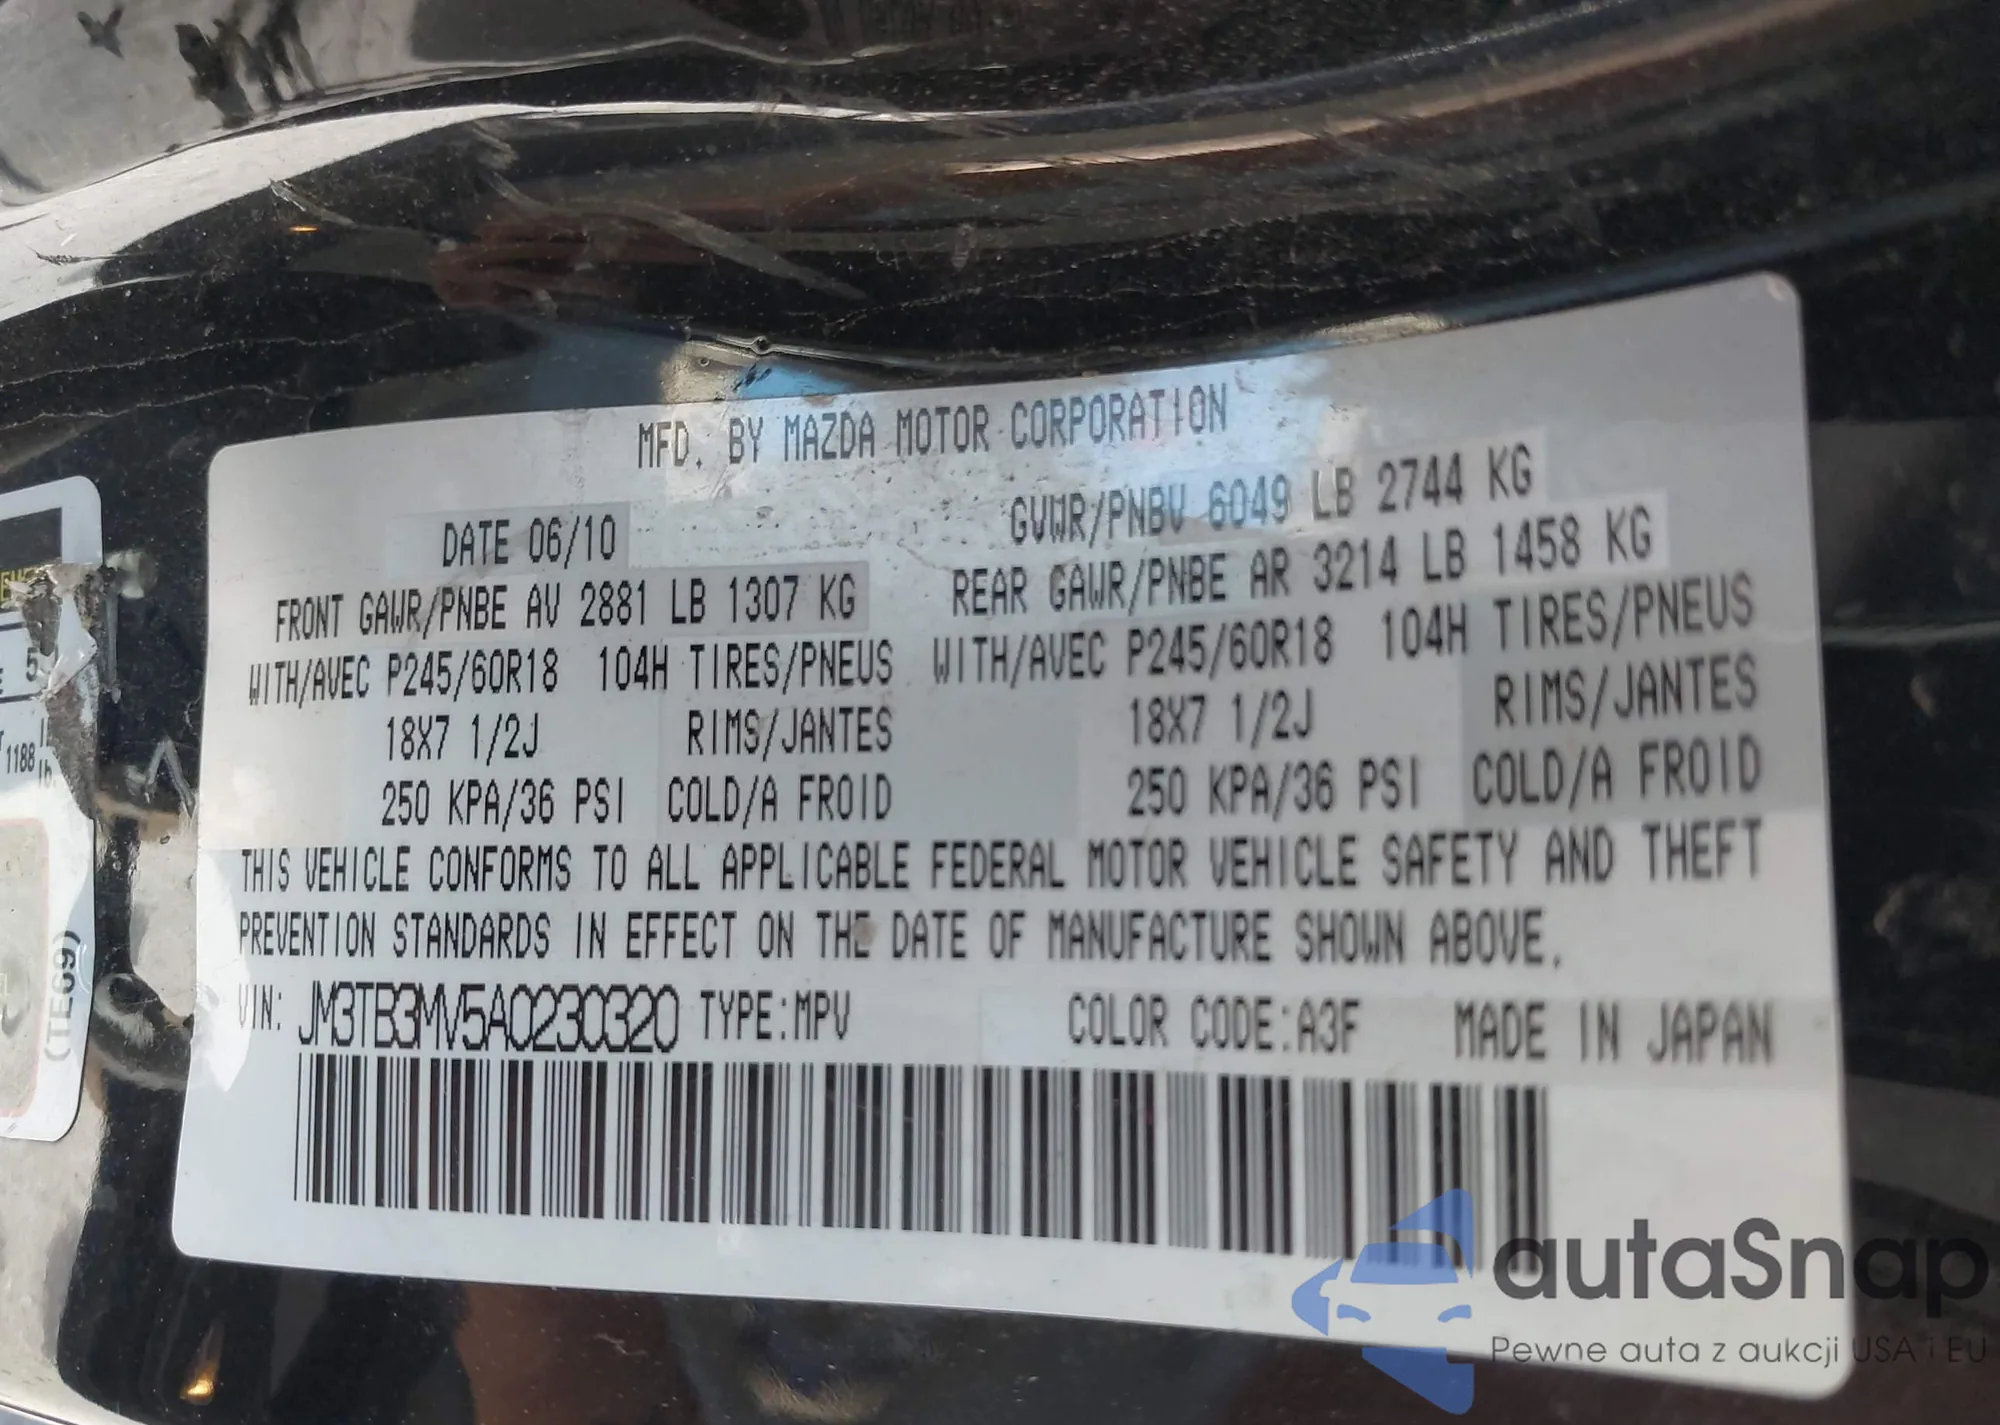 MFD. BY MAZDA MOTOR CORPORATION
DATE 06/10
GVWR/PNBV 6049 LB 2744 KG
FRONT GAWR/PNBE AV 2881 LB 1307 KG
REAR GAWR/PNBE AR 3214 LB 1458 KG
WITH/AVEC P245/60R18 104H TIRES/PNEUS
WITH/AVEC P245/60R18 104H TIRES/PNEUS
18X7 1/2J RIMS/JANTES
18X7 1/2J RIMS/JANTES
250 KPA/36 PSI COLD/A FROID
250 KPA/36 PSI COLD/A FROID
THIS VEHICLE CONFORMS TO ALL APPLICABLE FEDERAL MOTOR VEHICLE SAFETY AND THEFT
PREVENTION STANDARDS IN EFFECT ON THE DATE OF MANUFACTURE SHOWN ABOVE.
VIN: JM3TB3MV5A0230320 TYPE:MPV COLOR CODE:A3F MADE IN JAPAN
5
1188
lb
(TE69)
autaSnap
Pewne auta z aukcji USA i EU